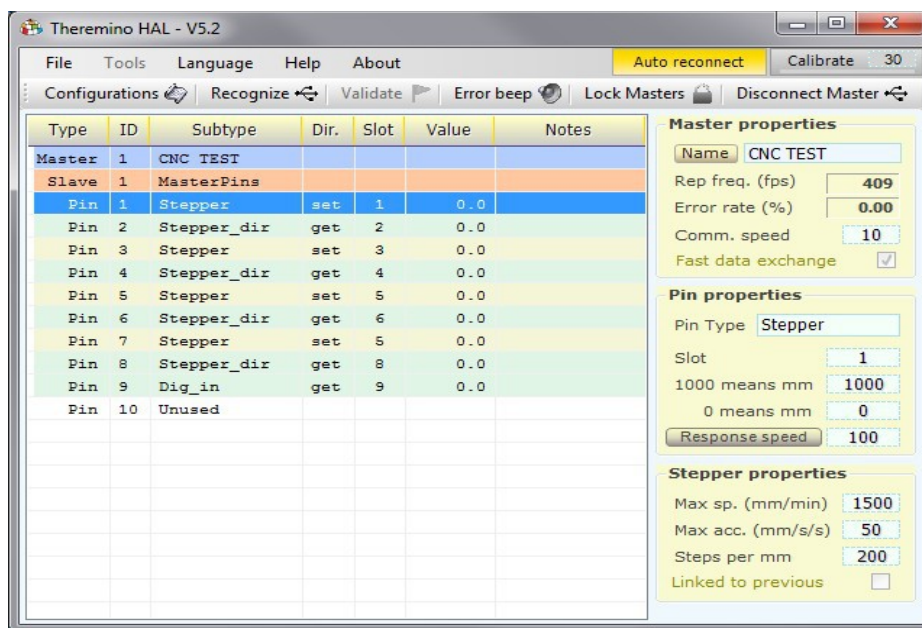 Theremino HAL - V5.2
File Tools Language Help About Auto reconnect Calibrate 30
Configurations Recognize Validate Error beep Lock Masters Disconnect Master
Type ID Subtype Dir. Slot Value Notes
Master 1 CNC TEST
Slave 1 MasterPins
Pin 1 Stepper set 1 0.0
Pin 2 Stepper_dir get 2 0.0
Pin 3 Stepper set 3 0.0
Pin 4 Stepper_dir get 4 0.0
Pin 5 Stepper set 5 0.0
Pin 6 Stepper_dir get 6 0.0
Pin 7 Stepper set 5 0.0
Pin 8 Stepper_dir get 8 0.0
Pin 9 Dig_in get 9 0.0
Pin 10 Unused
Master properties
Name CNC TEST
Rep freq. (fps) 409
Error rate (%) 0.00
Comm. speed 10
Fast data exchange
Pin properties
Pin Type Stepper
Slot 1
1000 means mm 1000
0 means mm 0
Response speed 100
Stepper properties
Max sp. (mm/min) 1500
Max acc. (mm/s/s) 50
Steps per mm 200
Linked to previous